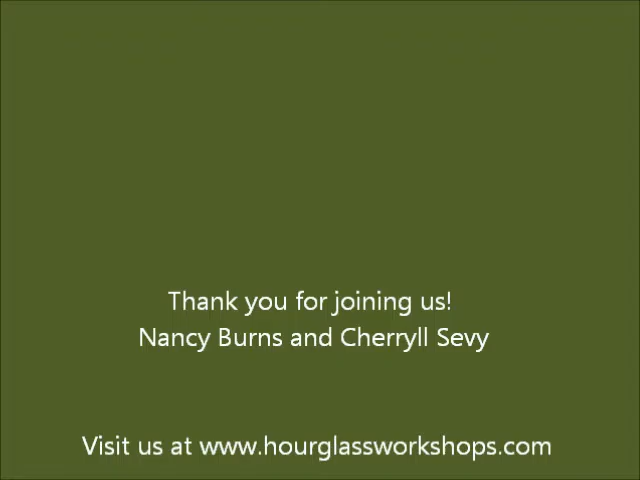 Thank you for joining us!
Nancy Burns and Cherryll Sevy
Visit us at www.hourglassworkshops.com